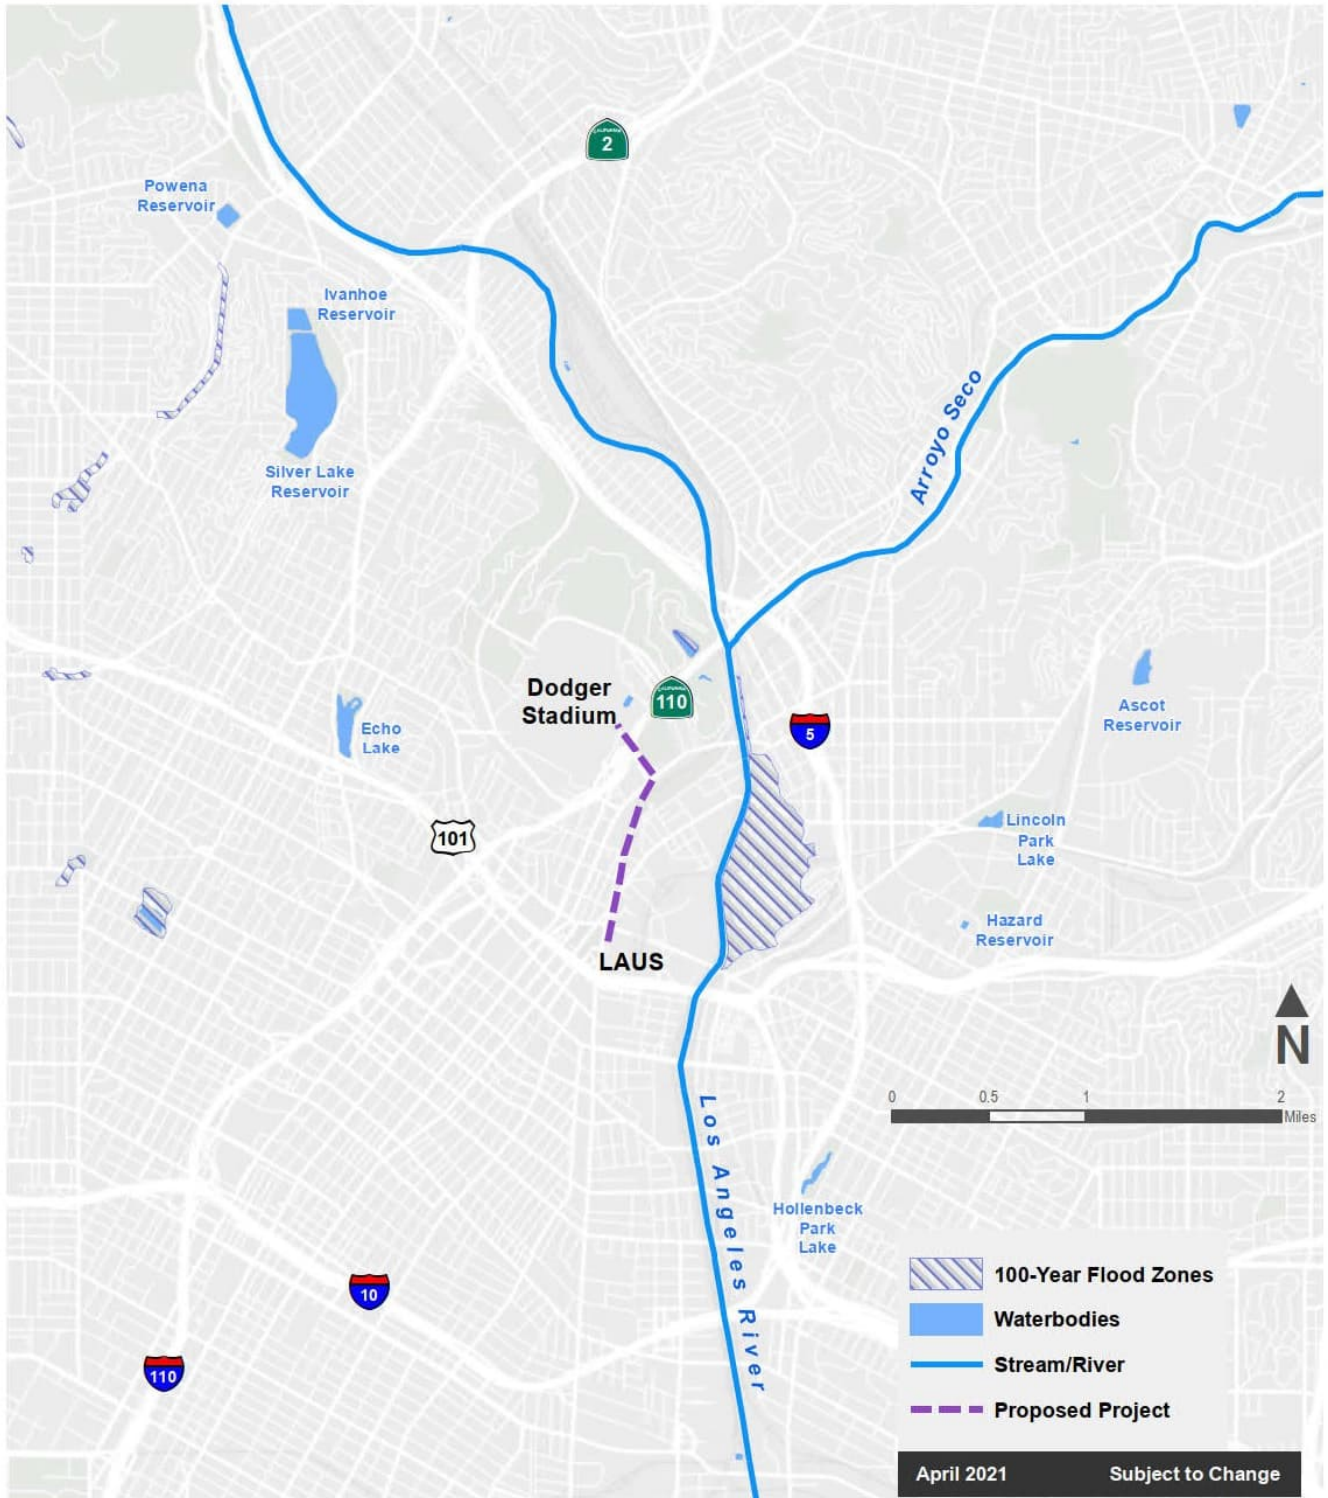 2
Powena
Reservoir
Ivanhoe
Reservoir
Arroyo Seco
Silver Lake
Reservoir
Dodger
Stadium
110
5
Ascot
Reservoir
Echo
Lake
101
Lincoln
Park
Lake
Hazard
Reservoir
LAUS
N
0 0.5 1 2
Miles
Los Angeles River
Hollenbeck
Park
Lake
10
110
100-Year Flood Zones
Waterbodies
Stream/River
Proposed Project
April 2021 Subject to Change